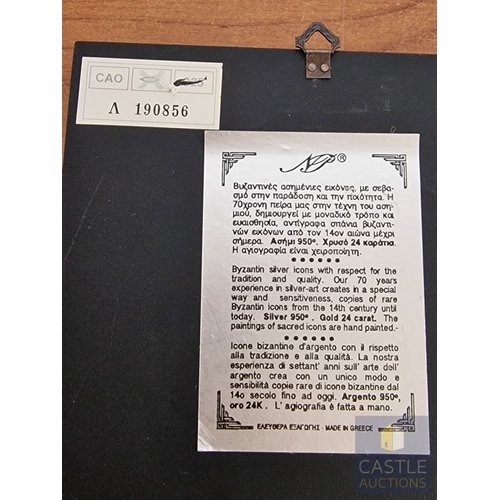 CAO 925
Λ 190856
ΝΡ®
Βυζαντινές ασημένιες εικόνες, με σεβα-
σμό στην παράδοση και την ποιότητα. Η
70χρονη πείρα μας στην τέχνη του αση-
μιού, δημιουργεί με μοναδικό τρόπο και
ευαισθησία, αντίγραφα σπάνια βυζαντι-
νών εικόνων από τον 14ον αιώνα μέχρι
σήμερα. Ασήμι 950°. Χρυσό 24 καράτια.
Η αγιογραφία είναι χειροποίητη.
Byzantin silver icons with respect for the
tradition and quality. Our 70 years
experience in silver-art creates in a special
way and sensitiveness, copies of rare
Byzantin icons from the 14th century until
today. Silver 950°. Gold 24 carat. The
paintings of sacred icons are hand painted.-
Icone bizantine d'argento con il rispetto
alla tradizione e alla qualità. La nostra
esperienza di settant' anni sull' arte dell'
argento crea con un unico modo e
sensibilità copie rare di icone bizantine dal
14o secolo fino ad oggi. Argento 950°,
oro 24K. L' agiografia è fatta a mano.
ΕΛΕΥΘΕΡΑ ΕΞΑΓΩΓΗΣ - MADE IN GREECE
CASTLE
AUCTIONS